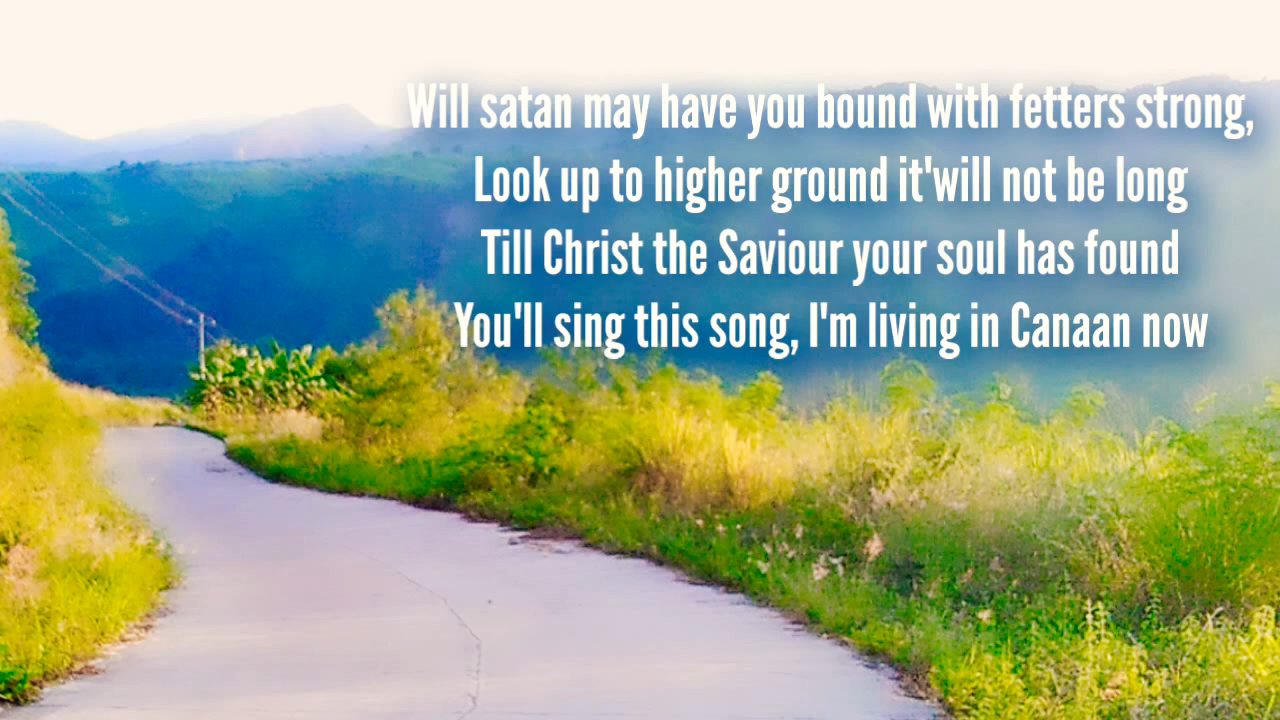 Will satan may have you bound with fetters strong,
Look up to higher ground it'will not be long
Till Christ the Saviour your soul has found
You'll sing this song, I'm living in Canaan now